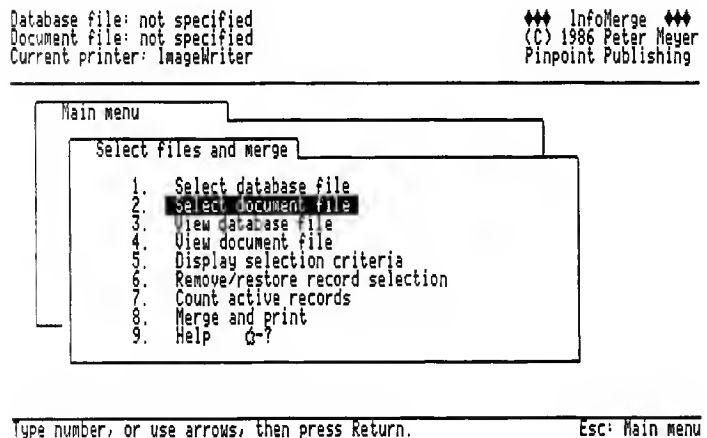 Database file: not specified
Document file: not specified
Current printer: ImageWriter
♦♦♦ InfoMerge ♦♦♦
(C) 1986 Peter Meyer
Pinpoint Publishing
Main menu
Select files and merge
1. Select database file
2. Select document file
3. View database file
4. View document file
5. Display selection criteria
6. Remove/restore record selection
7. Count active records
8. Merge and print
9. Help -?
Type number, or use arrows, then press Return.
Esc: Main menu